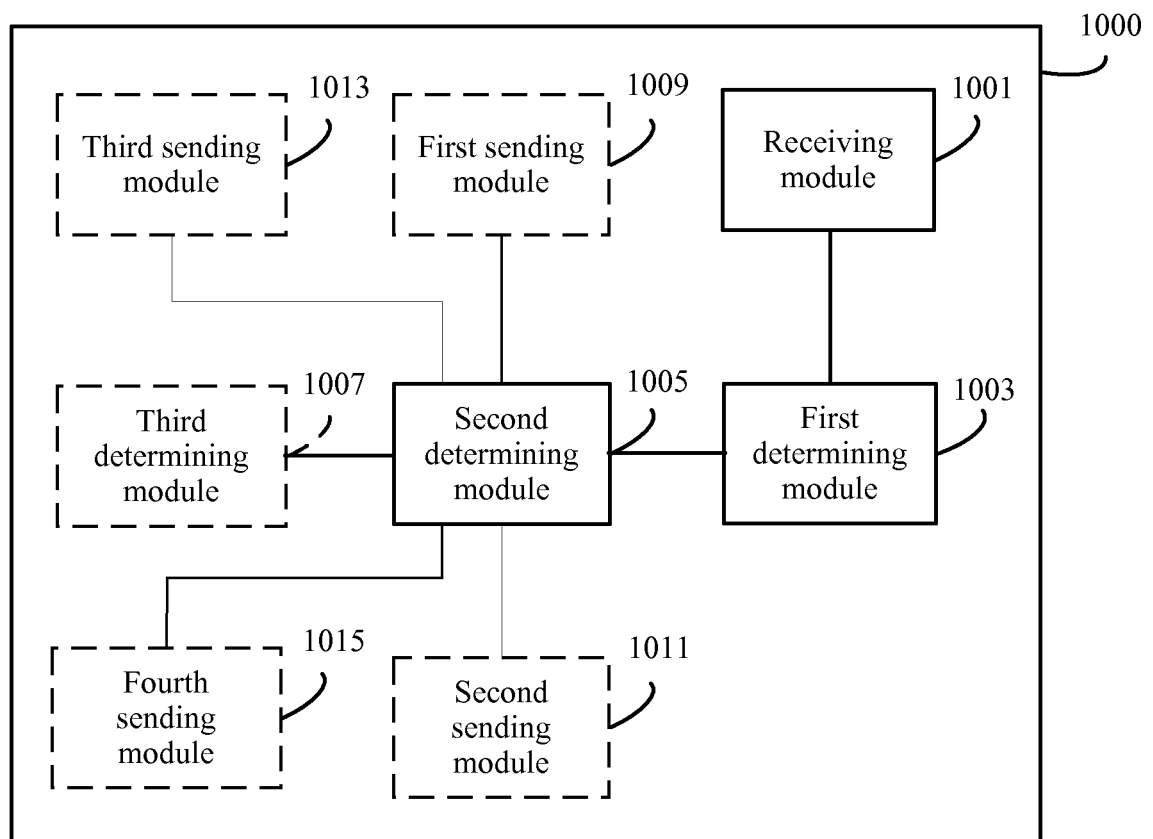 1000
1013
1009
1001
Third sending
module
First sending
module
Receiving
module
1007
1005
1003
Third
determining
module
Second
determining
module
First
determining
module
1015
1011
Fourth
sending
module
Second
sending
module